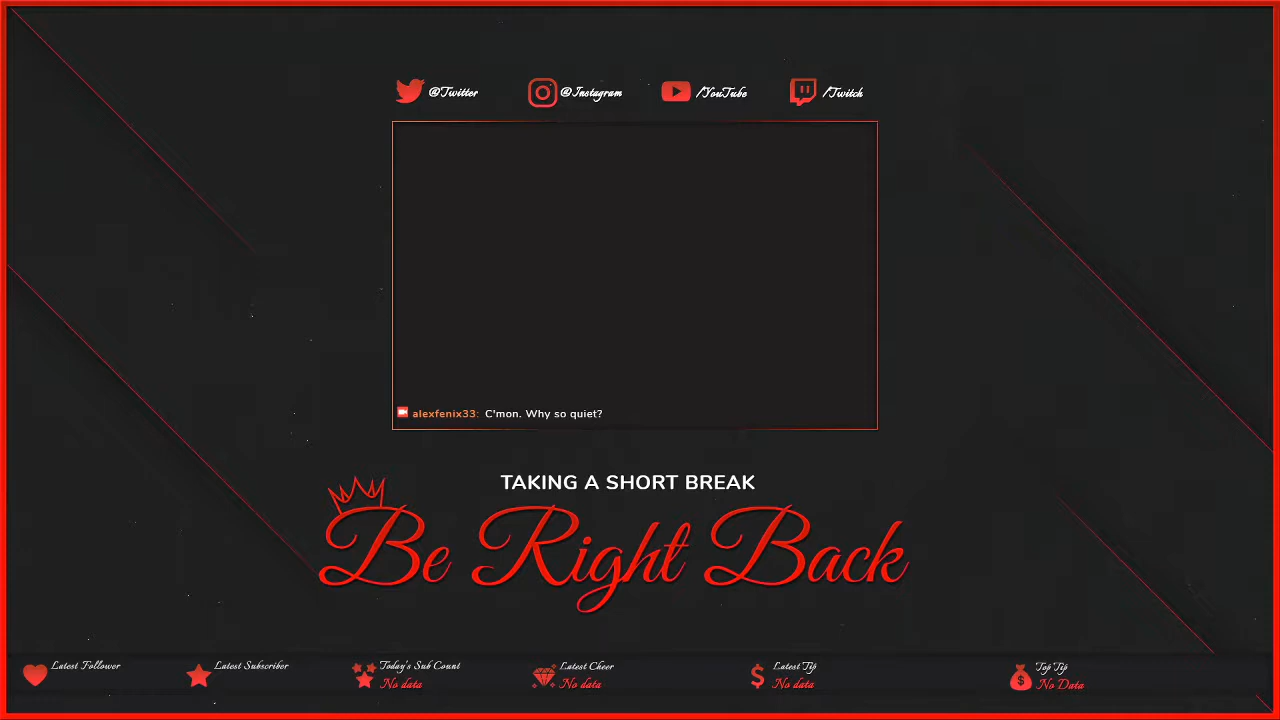 @Twitter @Instagram /YouTube /Twitch
alexfenix33: C'mon. Why so quiet?
TAKING A SHORT BREAK
Be Right Back
Latest Follower Latest Subscriber Today's Sub Count Latest Cheer Latest Tip Top Tip
No data No data No data No Data